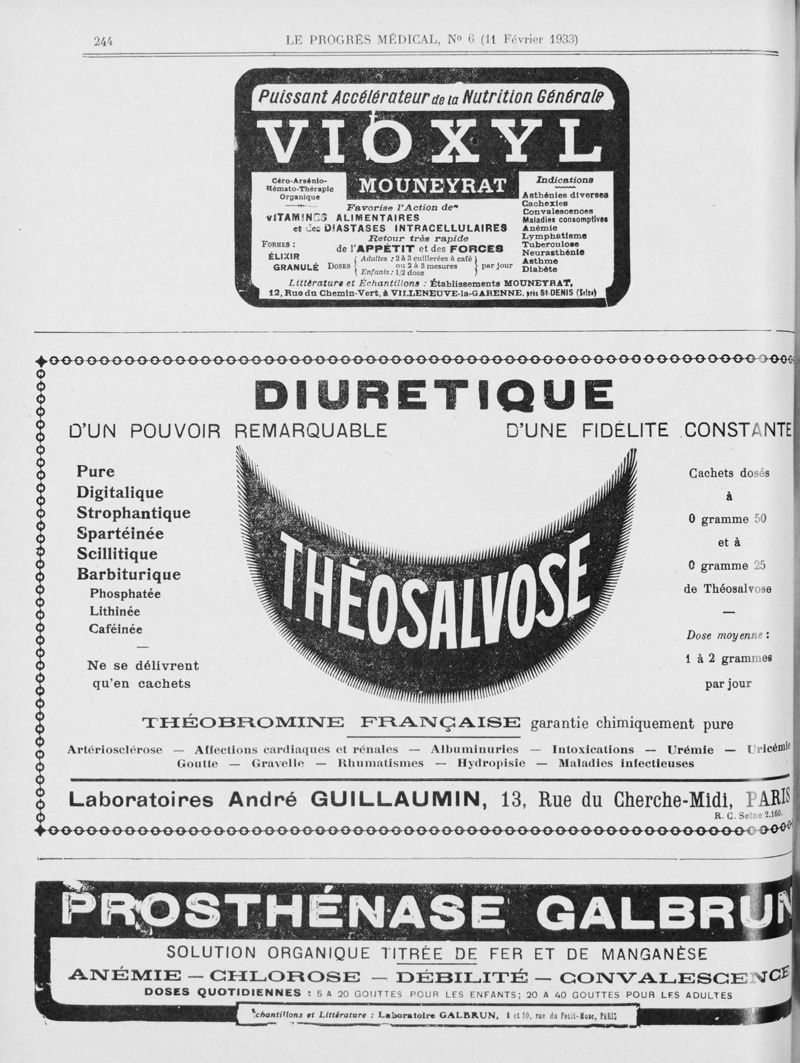 244
LE PROGRÈS MÉDICAL, No 6 (11 Février 1933)
Puissant Accélérateur de la Nutrition Générale
VIOXYL
MOUNEYRAT
Céro-Arsénio-
Hémato-Thérapie
Organique
Favorise l'Action des
VITAMINES ALIMENTAIRES
et des DIASTASES INTRACELLULAIRES
Retour très rapide
de l'APPÉTIT et des FORCES
FORMES :
ÉLIXIR
GRANULÉ
DOSES
Adultes : 2 à 3 cuillerées à café
ou 2 à 3 mesures
Enfants : 1/2 dose
par jour
Indications
Asthénies diverses
Cachexies
Convalescences
Maladies consomptives
Anémie
Lymphatisme
Tuberculose
Neurasthénie
Asthme
Diabète
Littérature et Échantillons : Établissements MOUNEYRAT,
12, Rue du Chemin-Vert, à VILLENEUVE-la-GARENNE, près St-DENIS (Seine)
DIURETIQUE
D'UN POUVOIR REMARQUABLE D'UNE FIDÉLITE CONSTANTE
Pure
Digitalique
Strophantique
Spartéinée
Scillitique
Barbiturique
Phosphatée
Lithinée
Caféinée
Ne se délivrent
qu'en cachets
THÉOSALVOSE
Cachets dosés
à
0 gramme 50
et à
0 gramme 25
de Théosalvose
Dose moyenne :
1 à 2 grammes
par jour
THÉOBROMINE FRANÇAISE garantie chimiquement pure
Artériosclérose — Affections cardiaques et rénales — Albuminuries — Intoxications — Urémie — Uricémie
Goutte — Gravelle — Rhumatismes — Hydropisie — Maladies infectieuses
Laboratoires André GUILLAUMIN, 13, Rue du Cherche-Midi, PARIS
R. C. Seine 2.160.
PROSTHÉNASE GALBRUN
SOLUTION ORGANIQUE TITRÉE DE FER ET DE MANGANÈSE
ANÉMIE — CHLOROSE — DÉBILITÉ — CONVALESCENCE
DOSES QUOTIDIENNES : 5 A 20 GOUTTES POUR LES ENFANTS; 20 A 40 GOUTTES POUR LES ADULTES
Échantillons et Littérature : Laboratoire GALBRUN, 8 et 10, rue du Petit-Musc, PARIS